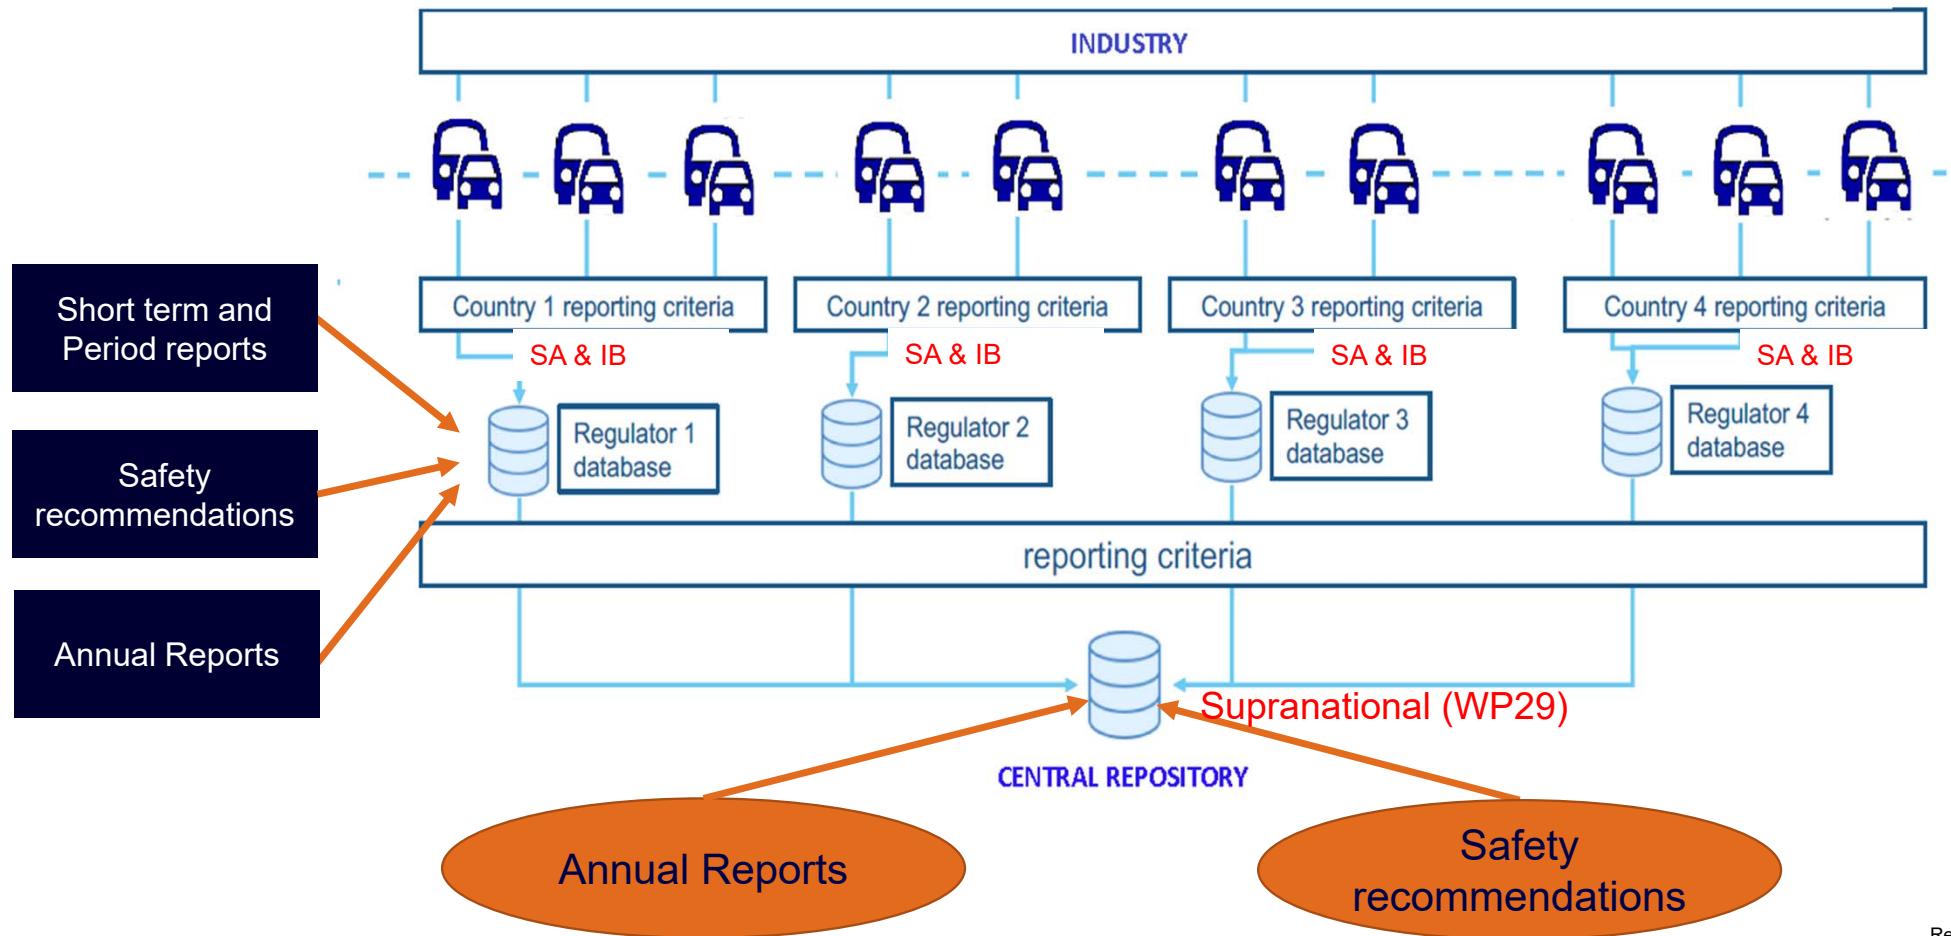 INDUSTRY
Country 1 reporting criteria
Country 2 reporting criteria
Country 3 reporting criteria
Country 4 reporting criteria
Short term and
Period reports
SA & IB
SA & IB
SA & IB
SA & IB
Regulator 1
database
Regulator 2
database
Regulator 3
database
Regulator 4
database
Safety
recommendations
reporting criteria
Annual Reports
Supranational (WP29)
CENTRAL REPOSITORY
Annual Reports
Safety
recommendations
Re